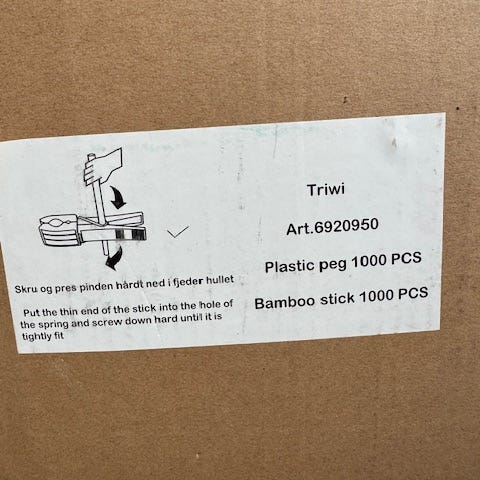 Skru og pres pinden hårdt ned i fjeder hullet
Put the thin end of the stick into the hole of
the spring and screw down hard until it is
tightly fit
Triwi
Art.6920950
Plastic peg 1000 PCS
Bamboo stick 1000 PCS